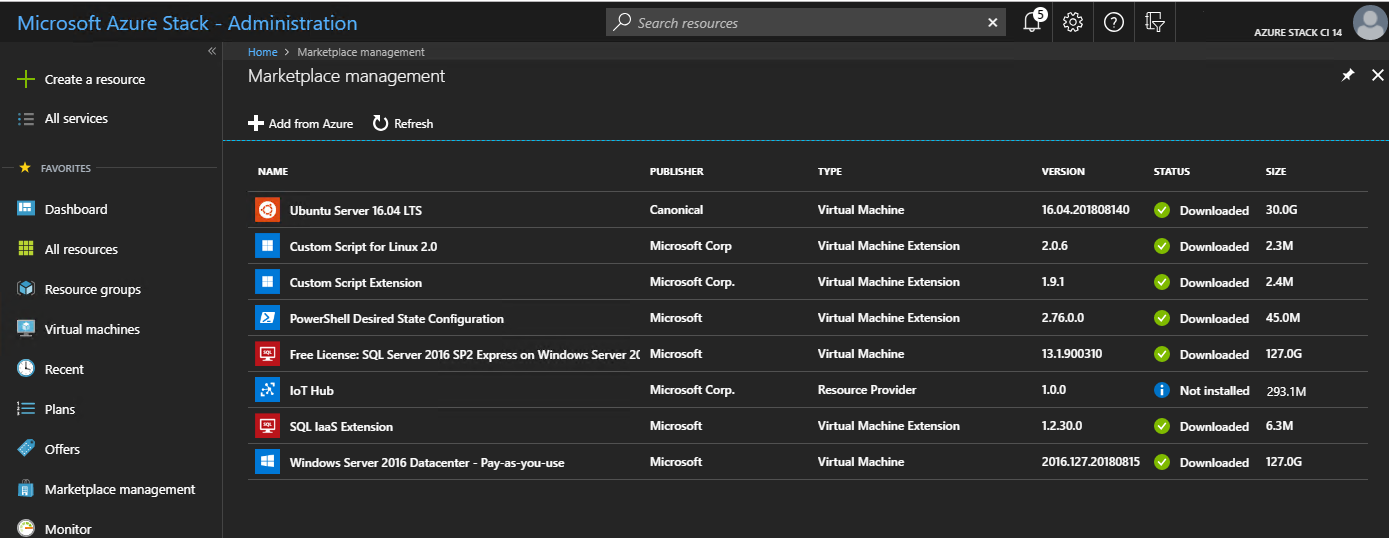 Microsoft Azure Stack - Administration
Search resources
5
AZURE STACK CI 14
Create a resource
All services
FAVORITES
Dashboard
All resources
Resource groups
Virtual machines
Recent
Plans
Offers
Marketplace management
Monitor
Home > Marketplace management
Marketplace management
Add from Azure Refresh
NAME PUBLISHER TYPE VERSION STATUS SIZE
Ubuntu Server 16.04 LTS Canonical Virtual Machine 16.04.201808140 Downloaded 30.0G
Custom Script for Linux 2.0 Microsoft Corp Virtual Machine Extension 2.0.6 Downloaded 2.3M
Custom Script Extension Microsoft Corp. Virtual Machine Extension 1.9.1 Downloaded 2.4M
PowerShell Desired State Configuration Microsoft Virtual Machine Extension 2.76.0.0 Downloaded 45.0M
Free License: SQL Server 2016 SP2 Express on Windows Server 20 Microsoft Virtual Machine 13.1.900310 Downloaded 127.0G
IoT Hub Microsoft Corp. Resource Provider 1.0.0 Not installed 293.1M
SQL IaaS Extension Microsoft Virtual Machine Extension 1.2.30.0 Downloaded 6.3M
Windows Server 2016 Datacenter - Pay-as-you-use Microsoft Virtual Machine 2016.127.20180815 Downloaded 127.0G